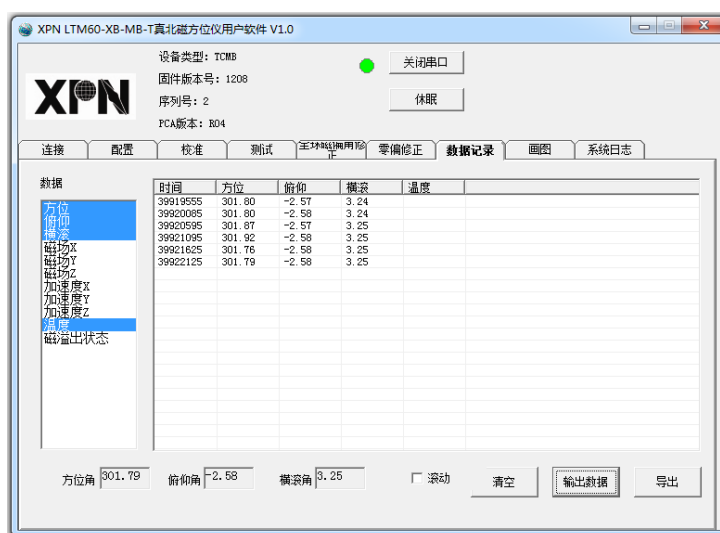 XPN LTM60-XB-MB-T真北磁方位仪用户软件 V1.0
设备类型: TCMB
固件版本号: 1208
序列号: 2
PCA版本: R04
关闭串口
休眠
XPN
连接 配置 校准 测试 零偏修正 数据记录 画图 系统日志
数据
方位
俯仰
横滚
磁场X
磁场Y
磁场Z
加速度X
加速度Y
加速度Z
温度
磁溢出状态
时间 方位 俯仰 横滚 温度
39919555 301.80 -2.57 3.24
39920085 301.80 -2.58 3.24
39920595 301.87 -2.57 3.25
39921095 301.92 -2.58 3.25
39921625 301.76 -2.58 3.25
39922125 301.79 -2.58 3.25
方位角 301.79 俯仰角 -2.58 横滚角 3.25 滚动 清空 输出数据 导出